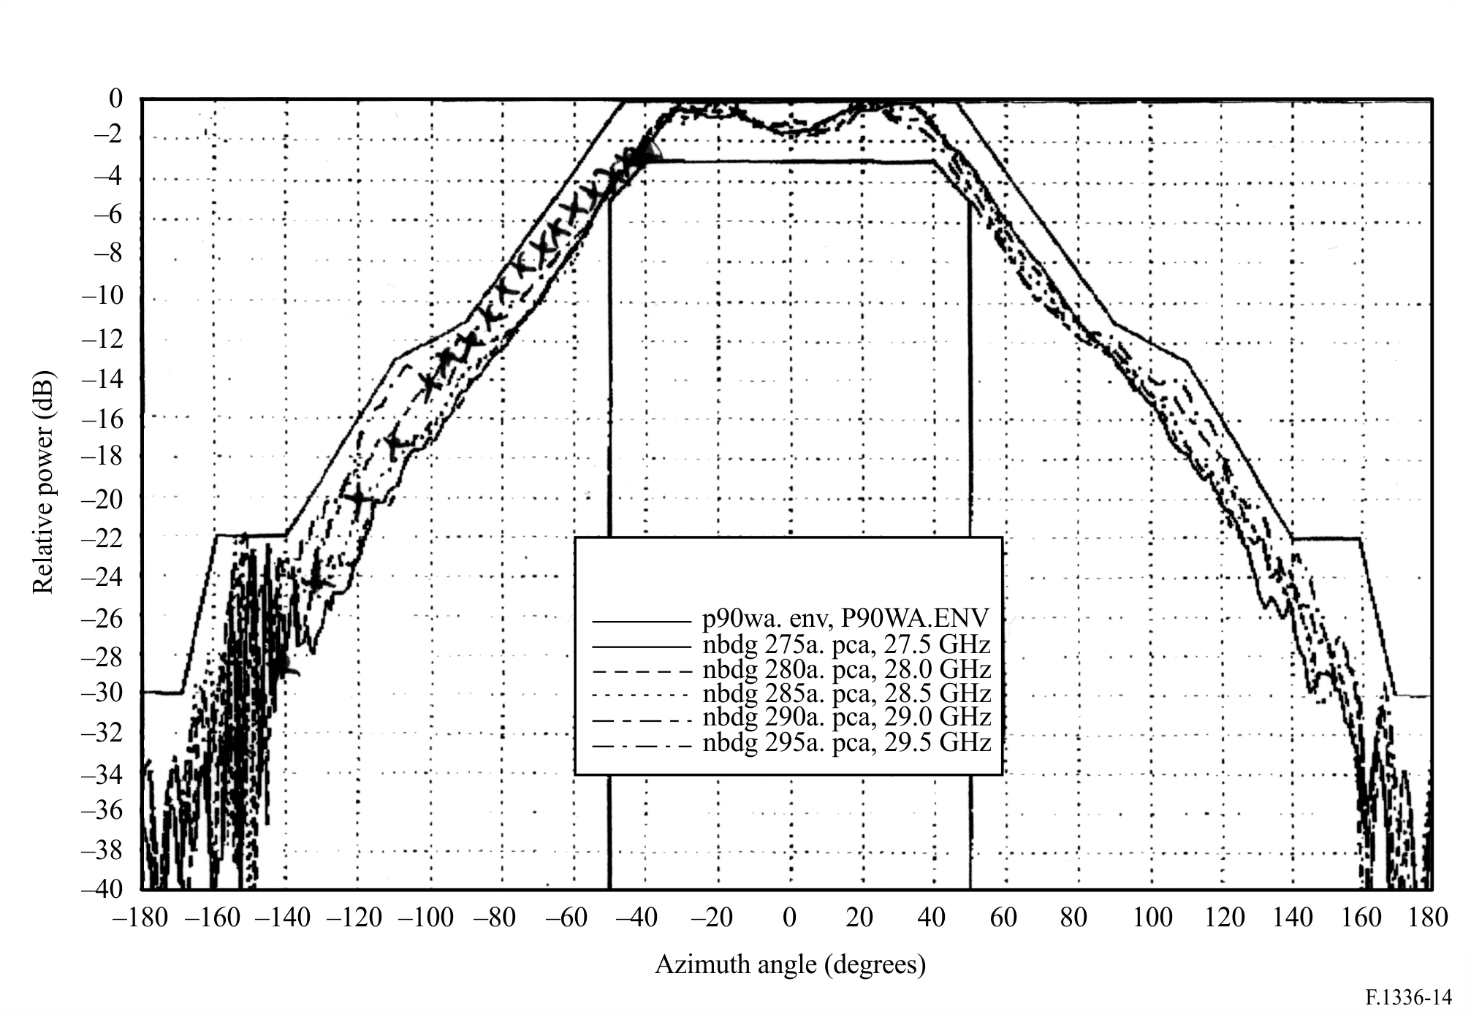 0
–2
–4
–6
–8
–10
–12
–14
–16
–18
–20
–22
–24
–26
–28
–30
–32
–34
–36
–38
–40
Relative power (dB)
p90wa. env, P90WA.ENV
nbdg 275a. pca, 27.5 GHz
nbdg 280a. pca, 28.0 GHz
nbdg 285a. pca, 28.5 GHz
nbdg 290a. pca, 29.0 GHz
nbdg 295a. pca, 29.5 GHz
–180 –160 –140 –120 –100 –80 –60 –40 –20 0 20 40 60 80 100 120 140 160 180
Azimuth angle (degrees)
F.1336-14